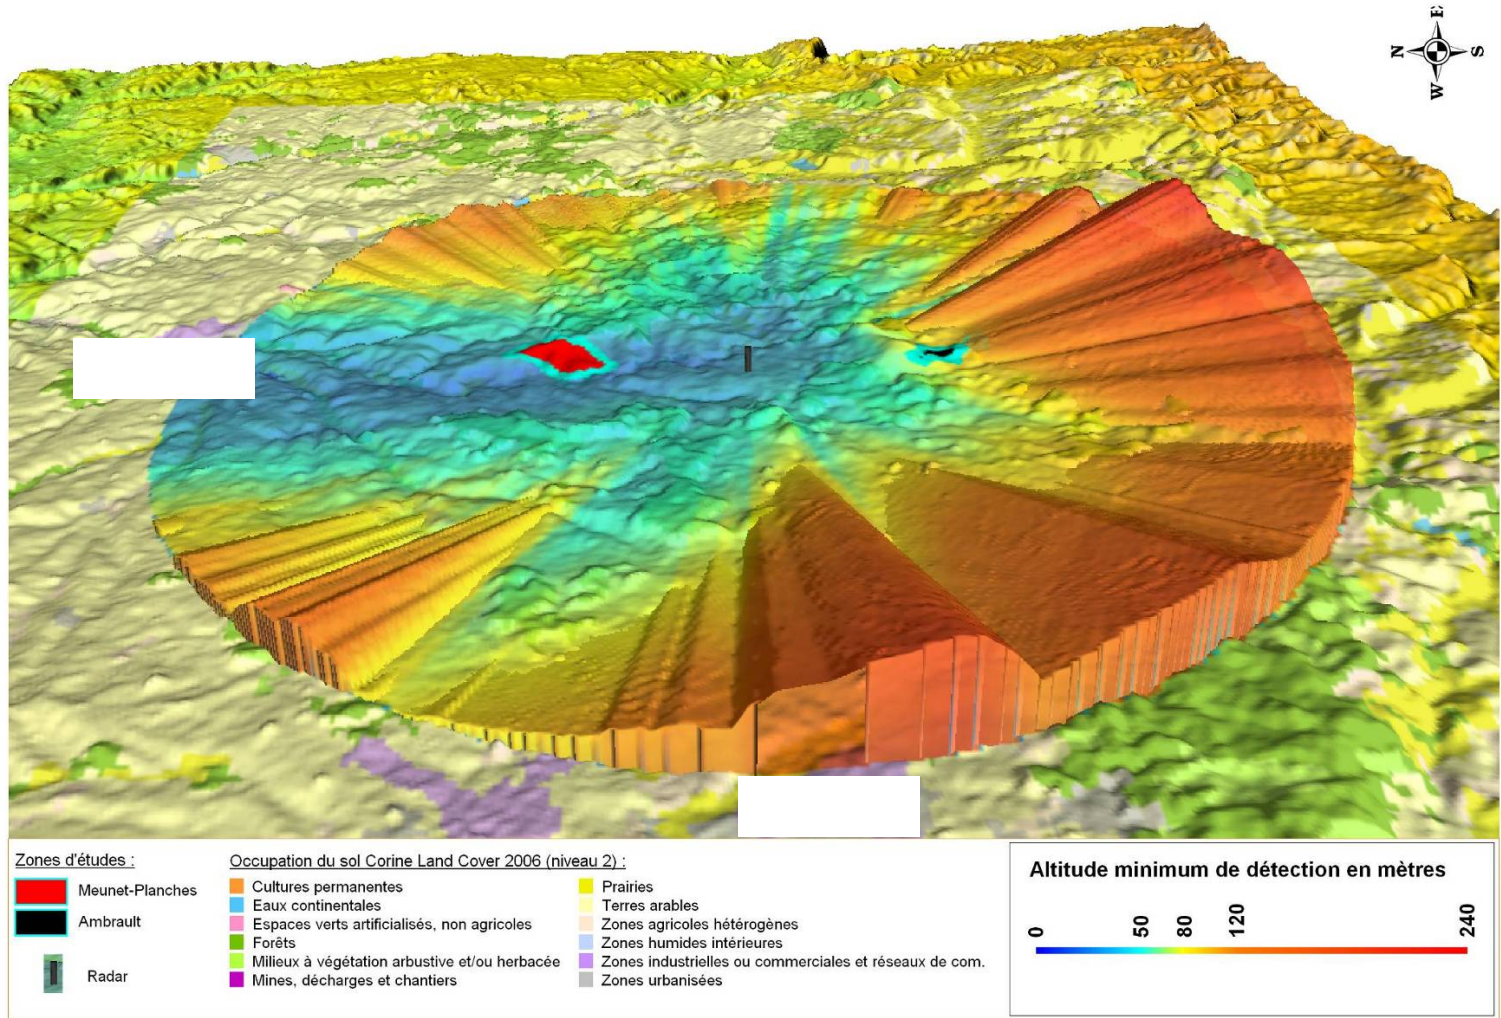 E
N S
W
Zones d'études :
Meunet-Planches
Ambrault
Radar
Occupation du sol Corine Land Cover 2006 (niveau 2) :
Cultures permanentes
Eaux continentales
Espaces verts artificialisés, non agricoles
Forêts
Milieux à végétation arbustive et/ou herbacée
Mines, décharges et chantiers
Prairies
Terres arables
Zones agricoles hétérogènes
Zones humides intérieures
Zones industrielles ou commerciales et réseaux de com.
Zones urbanisées
Altitude minimum de détection en mètres
0 50 80 120 240